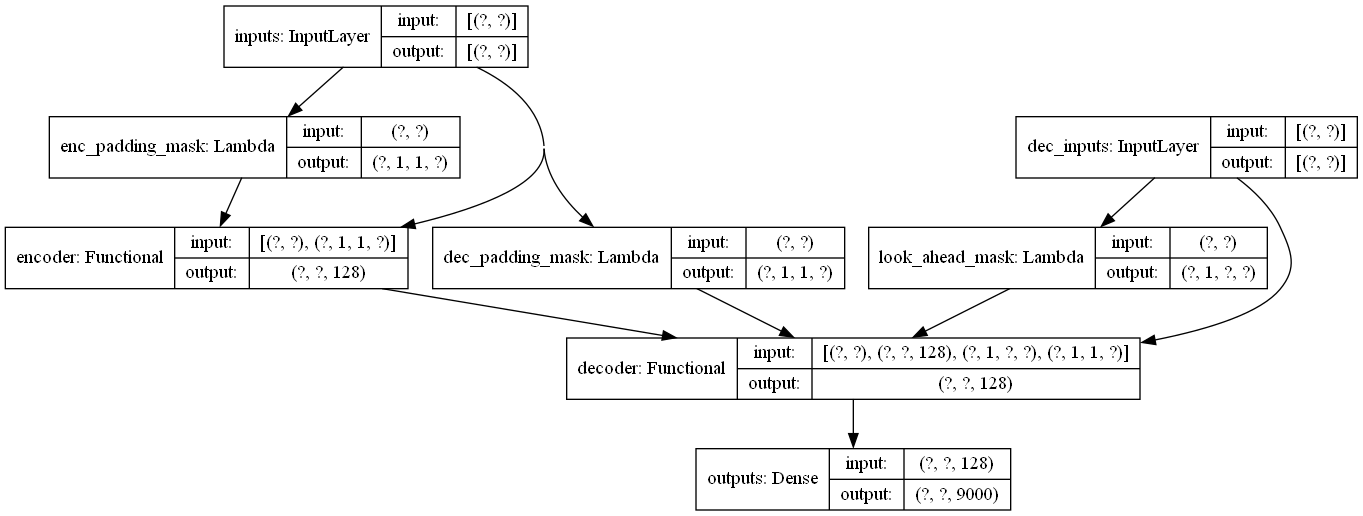 inputs: InputLayer
input: [(?, ?)]
output: [(?, ?)]
enc_padding_mask: Lambda
input: (?, ?)
output: (?, 1, 1, ?)
dec_inputs: InputLayer
input: [(?, ?)]
output: [(?, ?)]
encoder: Functional
input: [(?, ?), (?, 1, 1, ?)]
output: (?, ?, 128)
dec_padding_mask: Lambda
input: (?, ?)
output: (?, 1, 1, ?)
look_ahead_mask: Lambda
input: (?, ?)
output: (?, 1, ?, ?)
decoder: Functional
input: [(?, ?), (?, ?, 128), (?, 1, ?, ?), (?, 1, 1, ?)]
output: (?, ?, 128)
outputs: Dense
input: (?, ?, 128)
output: (?, ?, 9000)